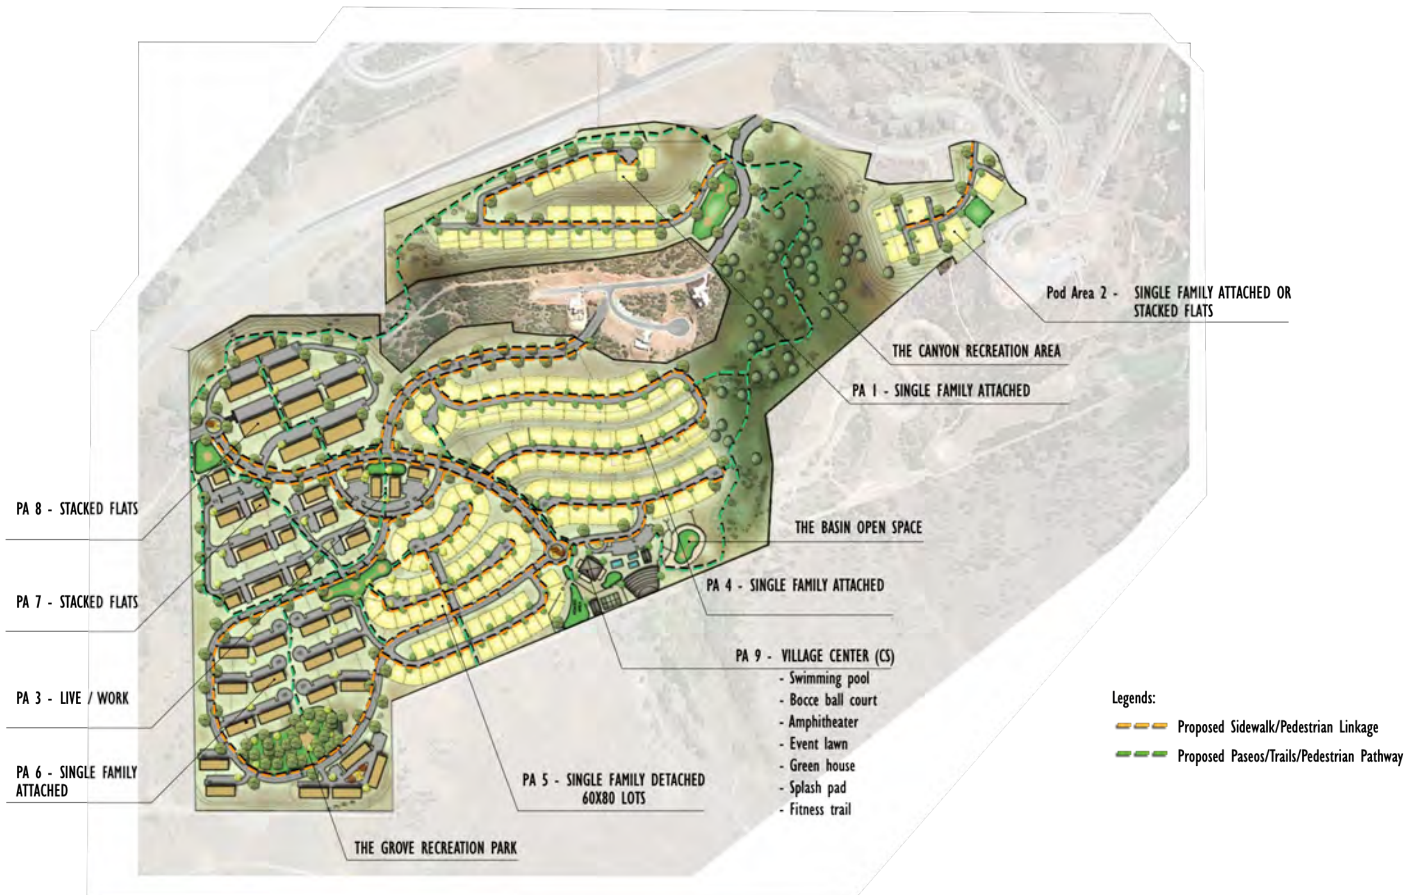 Pod Area 2 - SINGLE FAMILY ATTACHED OR
STACKED FLATS
THE CANYON RECREATION AREA
PA 1 - SINGLE FAMILY ATTACHED
PA 8 - STACKED FLATS
THE BASIN OPEN SPACE
PA 4 - SINGLE FAMILY ATTACHED
PA 7 - STACKED FLATS
PA 9 - VILLAGE CENTER (CS)
- Swimming pool
- Bocce ball court
- Amphitheater
- Event lawn
- Green house
- Splash pad
- Fitness trail
PA 3 - LIVE / WORK
PA 6 - SINGLE FAMILY
ATTACHED
PA 5 - SINGLE FAMILY DETACHED
60X80 LOTS
THE GROVE RECREATION PARK
Legends:
Proposed Sidewalk/Pedestrian Linkage
Proposed Paseos/Trails/Pedestrian Pathway